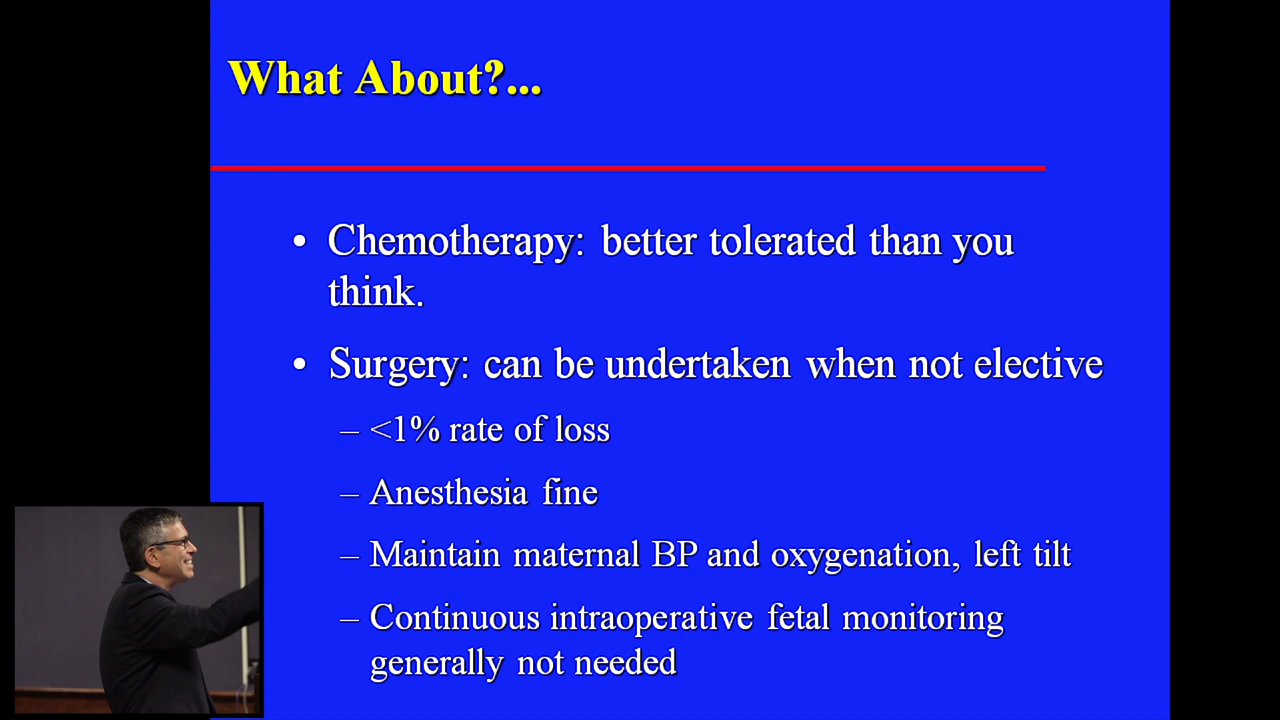 What About?...
• Chemotherapy: better tolerated than you
think.
• Surgery: can be undertaken when not elective
– <1% rate of loss
– Anesthesia fine
– Maintain maternal BP and oxygenation, left tilt
– Continuous intraoperative fetal monitoring
generally not needed